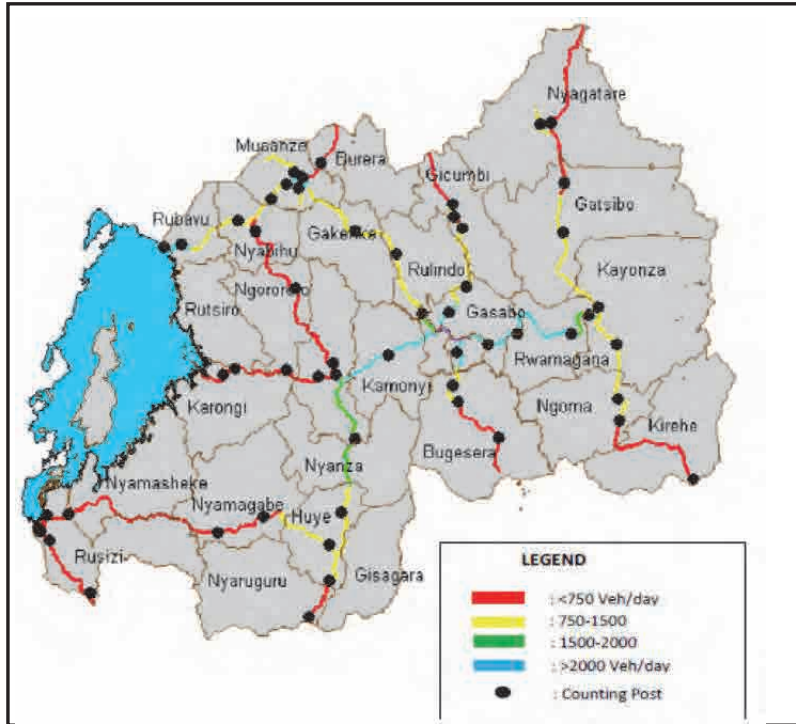 Nyagatare
Musanze
Burera
Gicumbi
Gatsibo
Rubavu
Gakenke
Nyabihu
Kayonza
Rulindo
Ngororero
Rutsiro
Gasabo
Rwamagana
Kamonyi
Karongi
Ngoma
Kirehe
Bugesera
Nyanza
Nyamasheke
Nyamagabe
Huye
Rusizi
Nyaruguru
Gisagara
LEGEND
: <750 Veh/day
: 750-1500
: 1500-2000
: >2000 Veh/day
: Counting Post